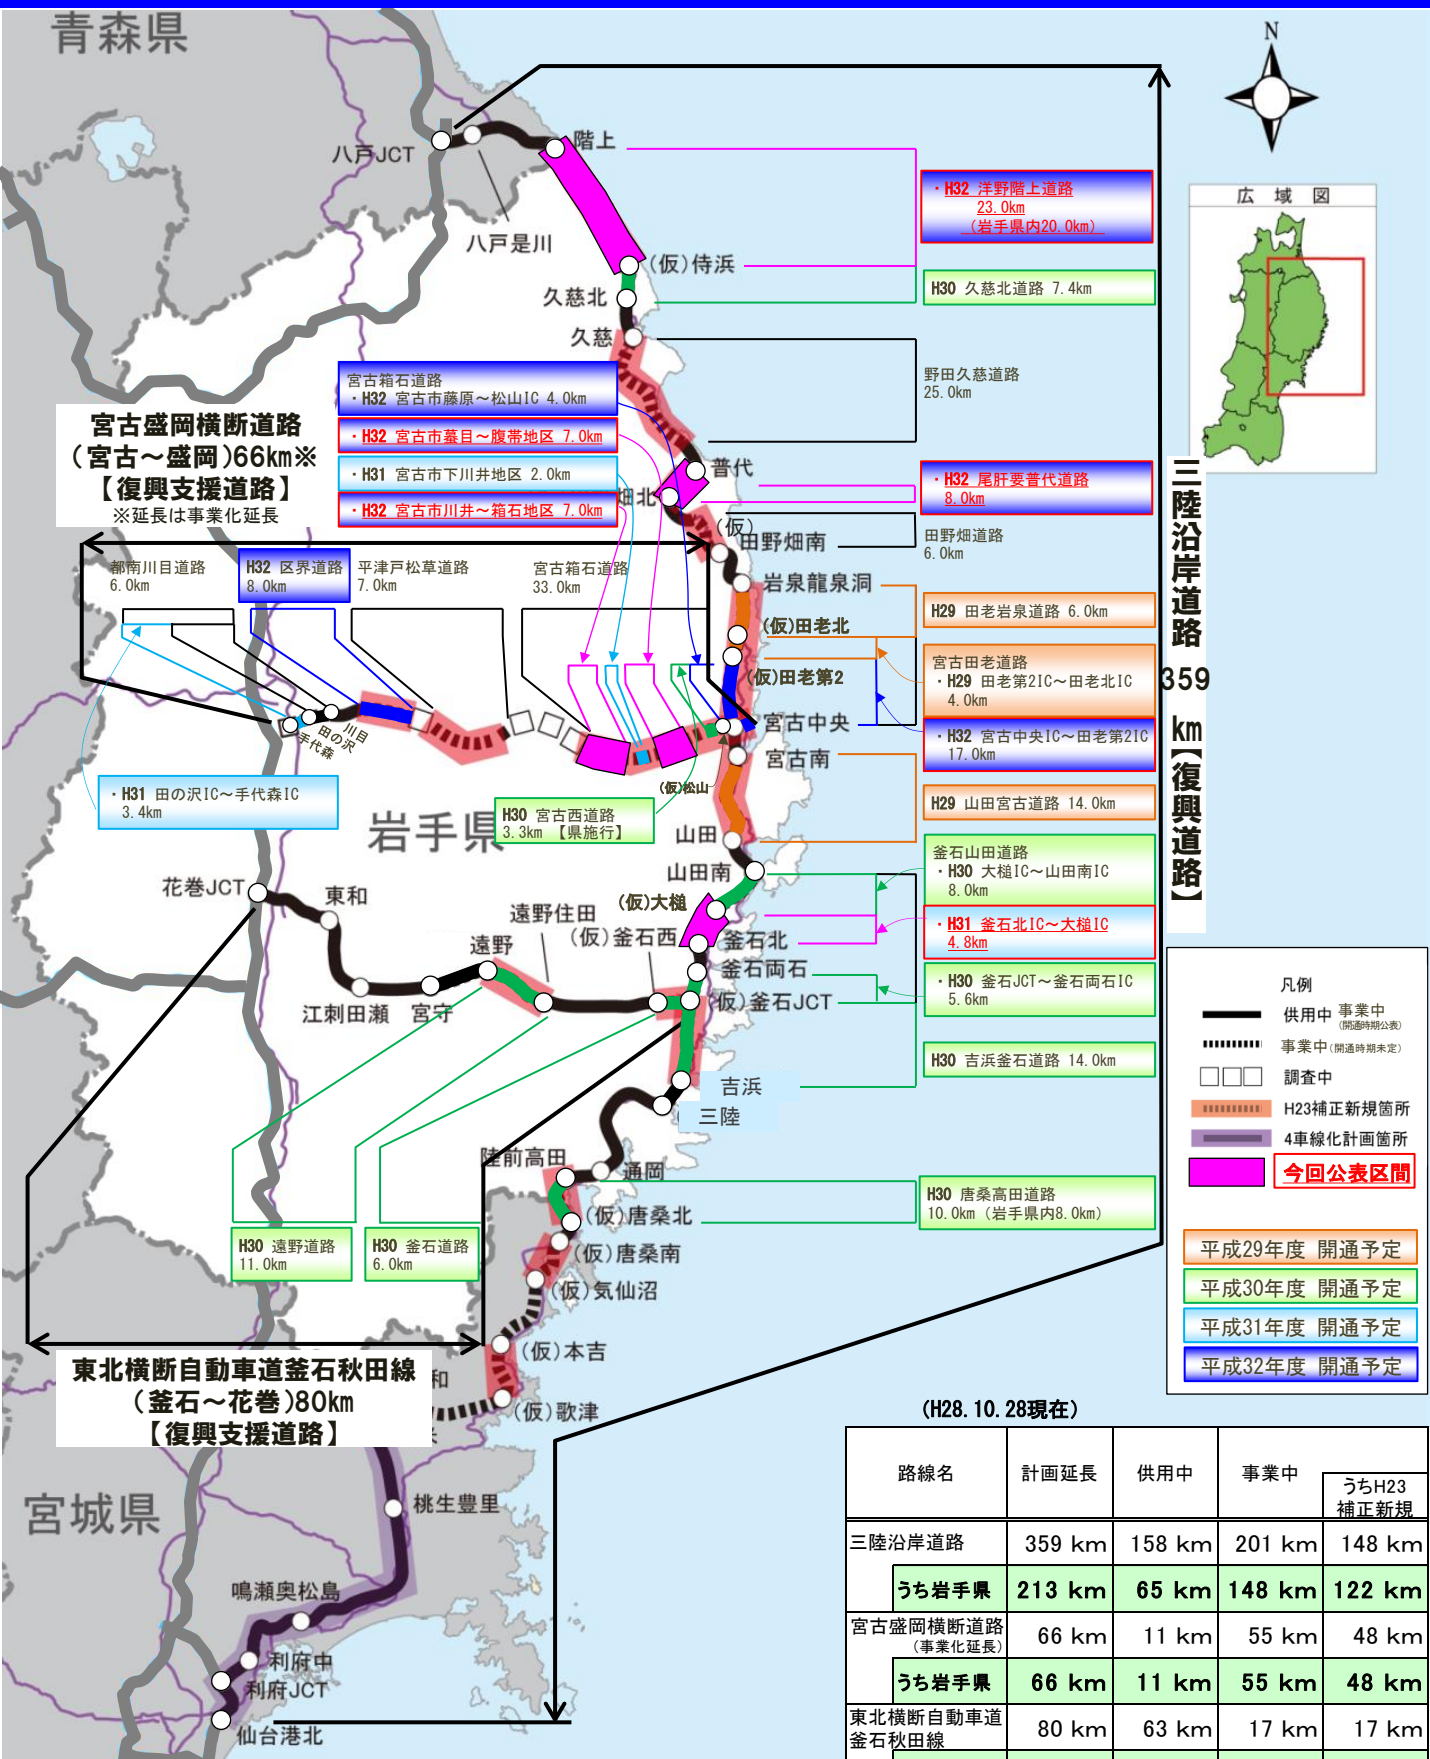 青森県
N
八戸JCT
階上
八戸是川
(仮)侍浜
久慈北
久慈
・H32 洋野階上道路
23.0km
(岩手県内20.0km)
H30 久慈北道路 7.4km
広 域 図
野田久慈道路
25.0km
宮古箱石道路
・H32 宮古市藤原～松山IC 4.0km
・H32 宮古市蟇目～腹帯地区 7.0km
・H31 宮古市下川井地区 2.0km
・H32 宮古市川井～箱石地区 7.0km
宮古盛岡横断道路
(宮古～盛岡)66km※
【復興支援道路】
※延長は事業化延長
普代
・H32 尾肝要普代道路
8.0km
畑北
(仮)
田野畑南
田野畑道路
6.0km
三陸沿岸道路
359
km【復興道路】
都南川目道路
6.0km
H32 区界道路
8.0km
平津戸松草道路
7.0km
宮古箱石道路
33.0km
岩泉龍泉洞
(仮)田老北
(仮)田老第2
H29 田老岩泉道路 6.0km
宮古田老道路
・H29 田老第2IC～田老北IC
4.0km
・H32 宮古中央IC～田老第2IC
17.0km
宮古中央
宮古南
川目
田の沢
手代森
(仮)松山
・H31 田の沢IC～手代森IC
3.4km
H30 宮古西道路
3.3km 【県施行】
H29 山田宮古道路 14.0km
岩手県
山田
山田南
釜石山田道路
・H30 大槌IC～山田南IC
8.0km
・H31 釜石北IC～大槌IC
4.8km
・H30 釜石JCT～釜石両石IC
5.6km
花巻JCT
東和
(仮)大槌
遠野住田
(仮)釜石西
遠野
釜石北
釜石両石
(仮)釜石JCT
江刺田瀬
宮守
H30 吉浜釜石道路 14.0km
吉浜
三陸
凡例
供用中
事業中
(開通時期公表)
事業中(開通時期未定)
調査中
H23補正新規箇所
4車線化計画箇所
今回公表区間
平成29年度 開通予定
平成30年度 開通予定
平成31年度 開通予定
平成32年度 開通予定
陸前高田
通岡
H30 唐桑高田道路
10.0km (岩手県内8.0km)
(仮)唐桑北
(仮)唐桑南
(仮)気仙沼
H30 遠野道路
11.0km
H30 釜石道路
6.0km
(仮)本吉
和
(仮)歌津
東北横断自動車道釜石秋田線
(釜石～花巻)80km
【復興支援道路】
宮城県
桃生豊里
鳴瀬奥松島
利府中
利府JCT
仙台港北
(H28.10.28現在)
路線名 計画延長 供用中 事業中 うちH23
補正新規
三陸沿岸道路 359 km 158 km 201 km 148 km
うち岩手県 213 km 65 km 148 km 122 km
宮古盛岡横断道路
(事業化延長) 66 km 11 km 55 km 48 km
うち岩手県 66 km 11 km 55 km 48 km
東北横断自動車道
釜石秋田線 80 km 63 km 17 km 17 km